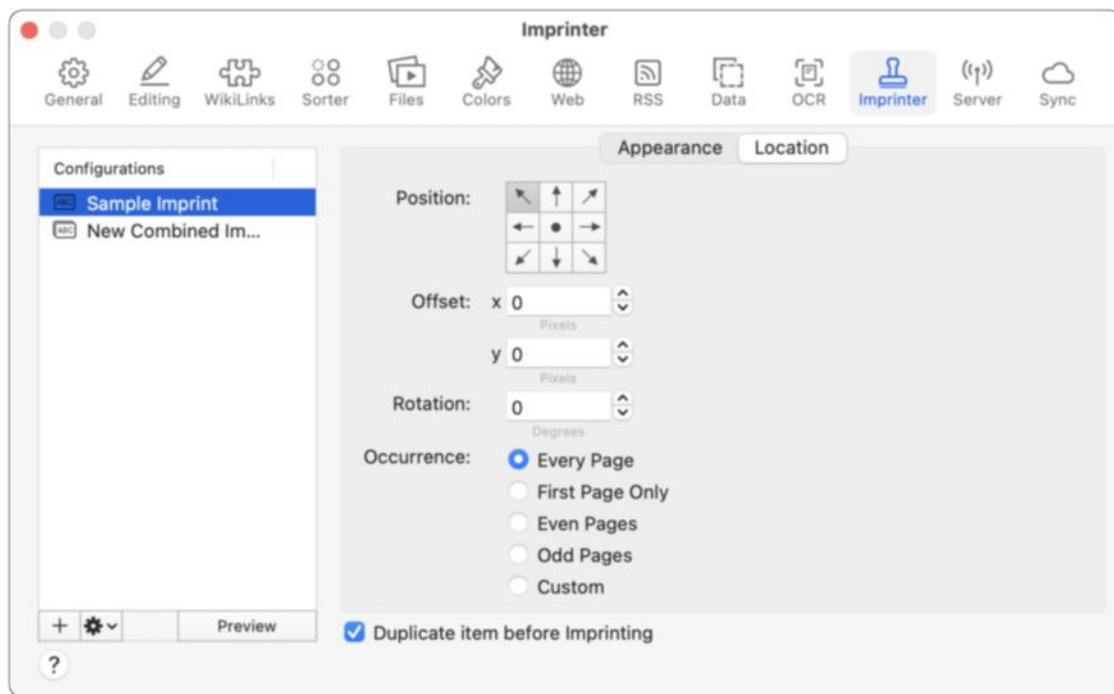 Imprinter
General Editing WikiLinks Sorter Files Colors Web RSS Data OCR Imprinter Server Sync
Appearance Location
Configurations
ABC Sample Imprint
ABC New Combined Im...
Position:
Offset: x 0
Pixels
y 0
Pixels
Rotation: 0
Degrees
Occurrence: Every Page
First Page Only
Even Pages
Odd Pages
Custom
+ Preview
Duplicate item before Imprinting
?